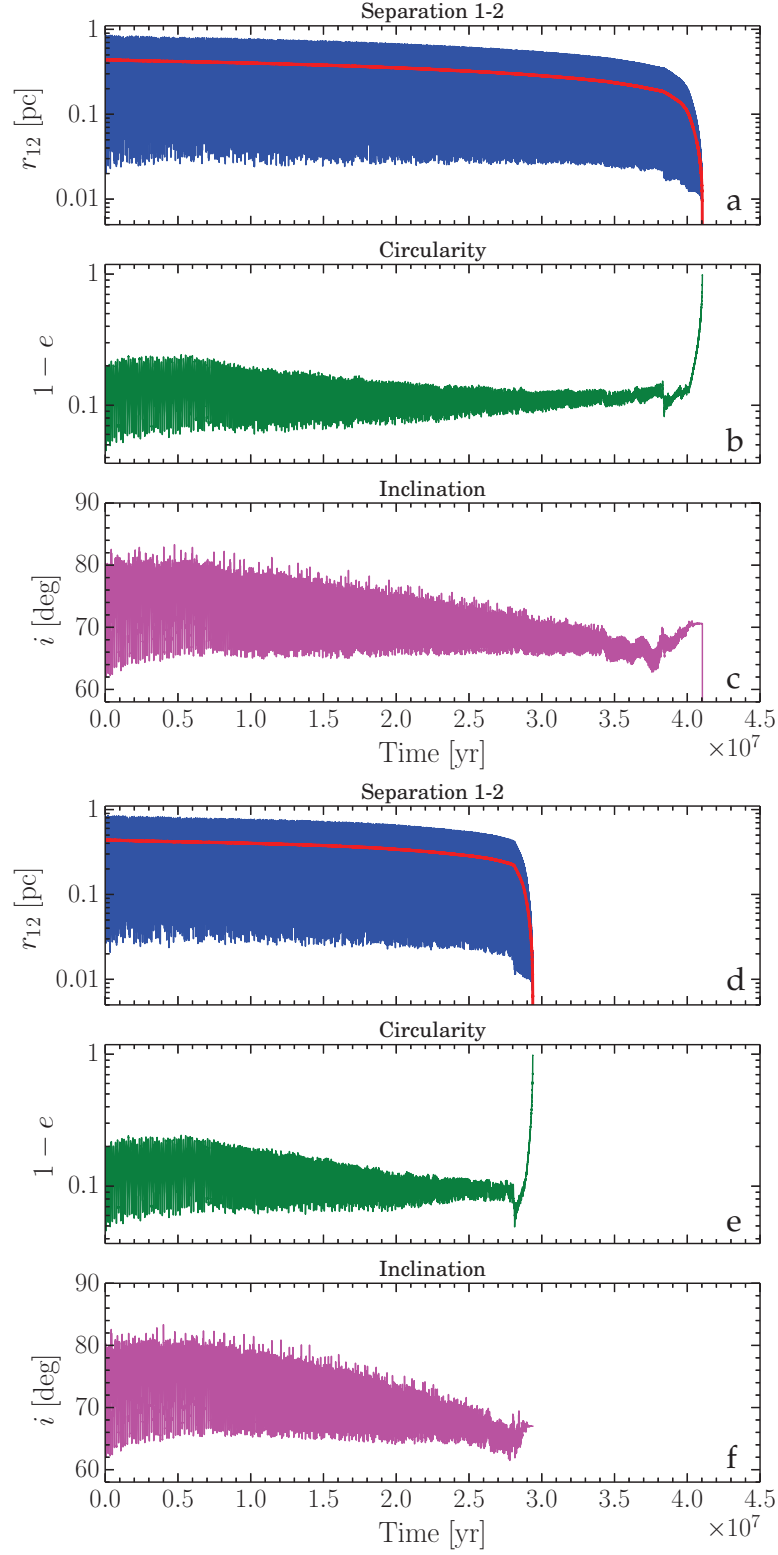 Separation 1-2
1
0.1
0.01
r₁₂ [pc]
a
Circularity
1
0.1
1 − e
b
Inclination
90
80
70
60
i [deg]
c
0.0 0.5 1.0 1.5 2.0 2.5 3.0 3.5 4.0 4.5
Time [yr]
×10⁷
Separation 1-2
1
0.1
0.01
r₁₂ [pc]
d
Circularity
1
0.1
1 − e
e
Inclination
90
80
70
60
i [deg]
f
0.0 0.5 1.0 1.5 2.0 2.5 3.0 3.5 4.0 4.5
Time [yr]
×10⁷